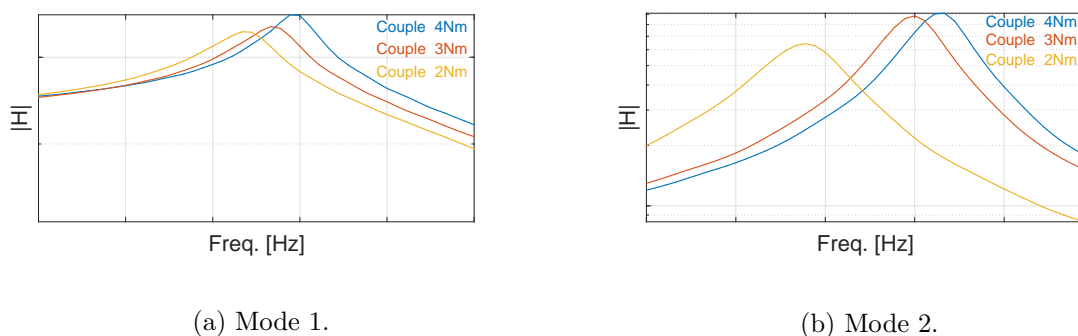 Couple 4Nm
Couple 3Nm
Couple 2Nm
|H|
Freq. [Hz]
(a) Mode 1.
Couple 4Nm
Couple 3Nm
Couple 2Nm
|H|
Freq. [Hz]
(b) Mode 2.